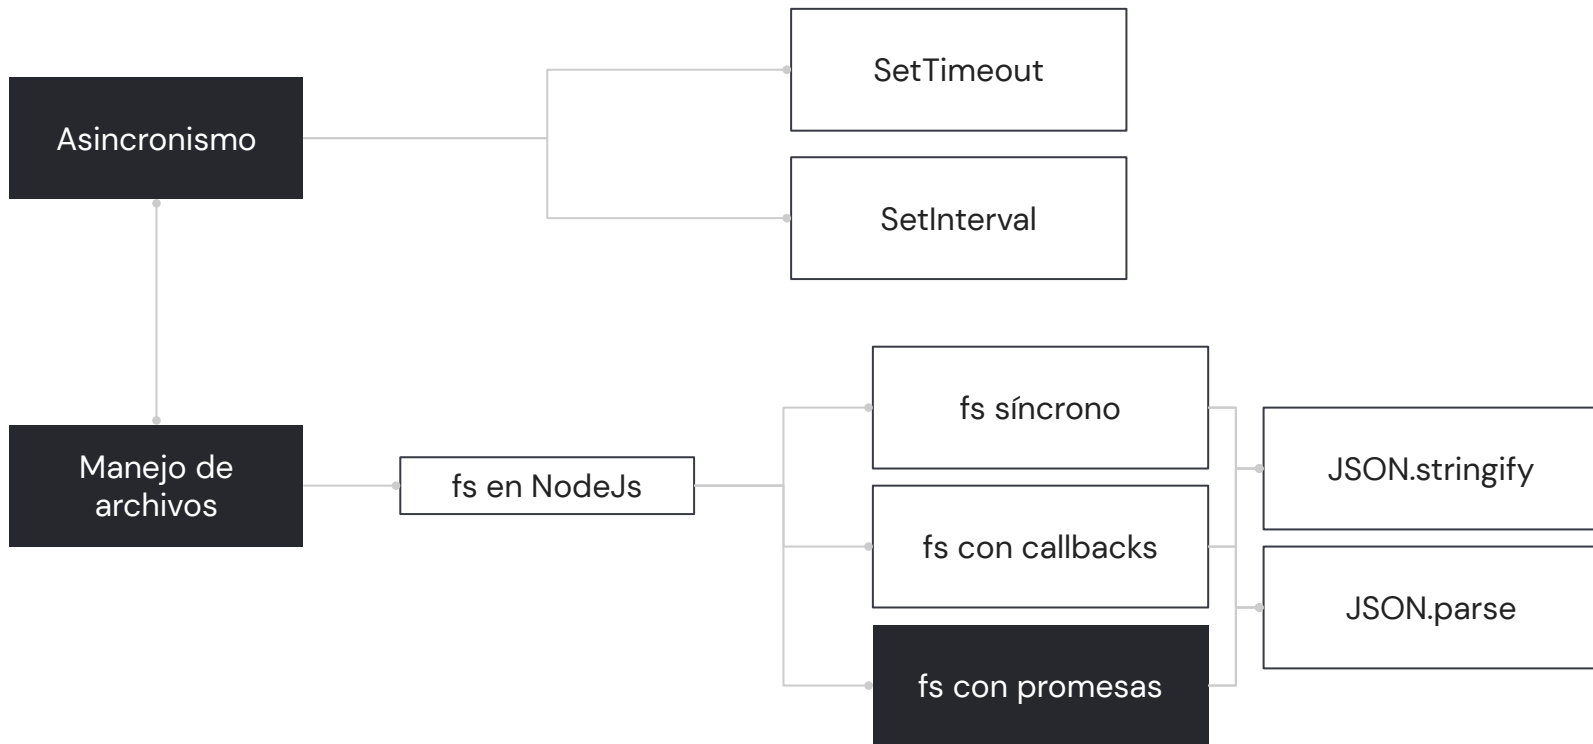 Asincronismo
SetTimeout
SetInterval
Manejo de
archivos
fs en NodeJs
fs síncrono
fs con callbacks
fs con promesas
JSON.stringify
JSON.parse